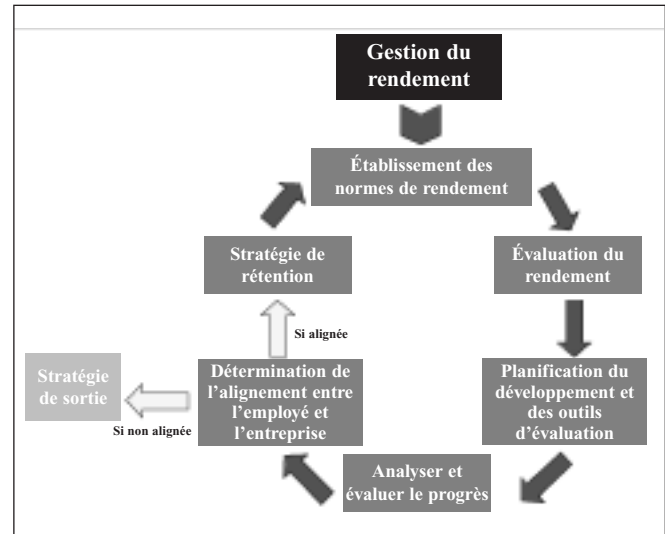 Gestion du
rendement
Établissement des
normes de rendement
Évaluation du
rendement
Planification du
développement et
des outils
d’évaluation
Analyser et
évaluer le progrès
Détermination de
l’alignement entre
l’employé et
l’entreprise
Si alignée
Stratégie de
rétention
Si non alignée
Stratégie
de sortie